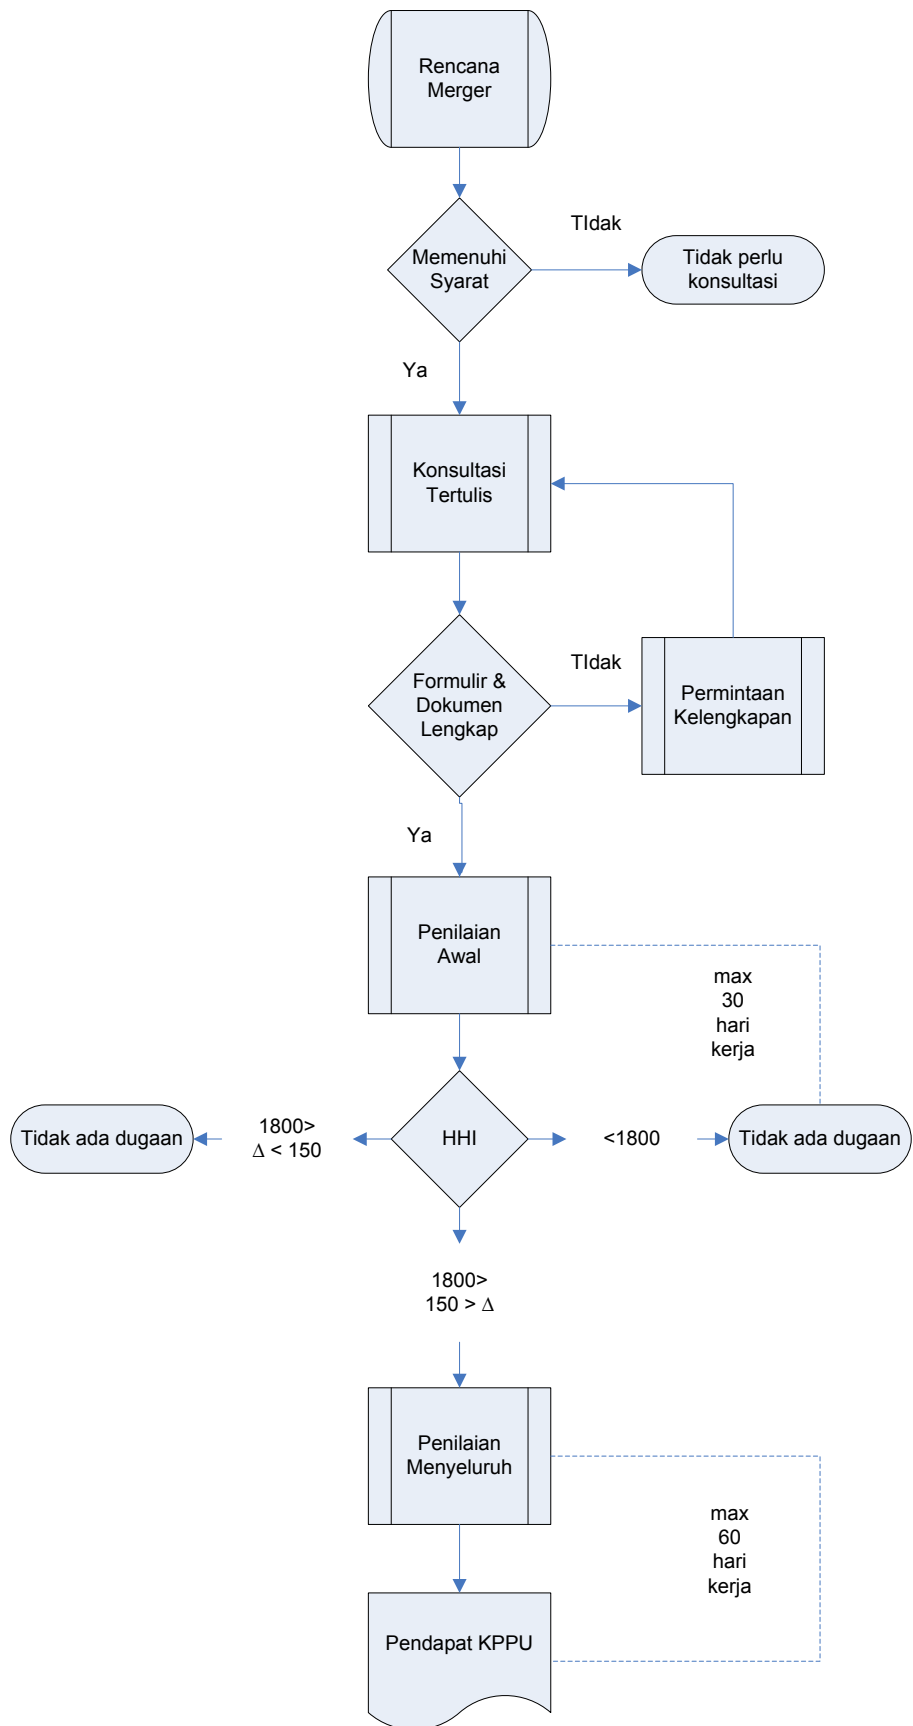 Rencana
Merger
Memenuhi
Syarat
TIdak
Tidak perlu
konsultasi
Ya
Konsultasi
Tertulis
Formulir &
Dokumen
Lengkap
TIdak
Permintaan
Kelengkapan
Ya
Penilaian
Awal
max
30
hari
kerja
Tidak ada dugaan
1800>
Δ < 150
HHI
<1800
Tidak ada dugaan
1800>
150 > Δ
Penilaian
Menyeluruh
max
60
hari
kerja
Pendapat KPPU